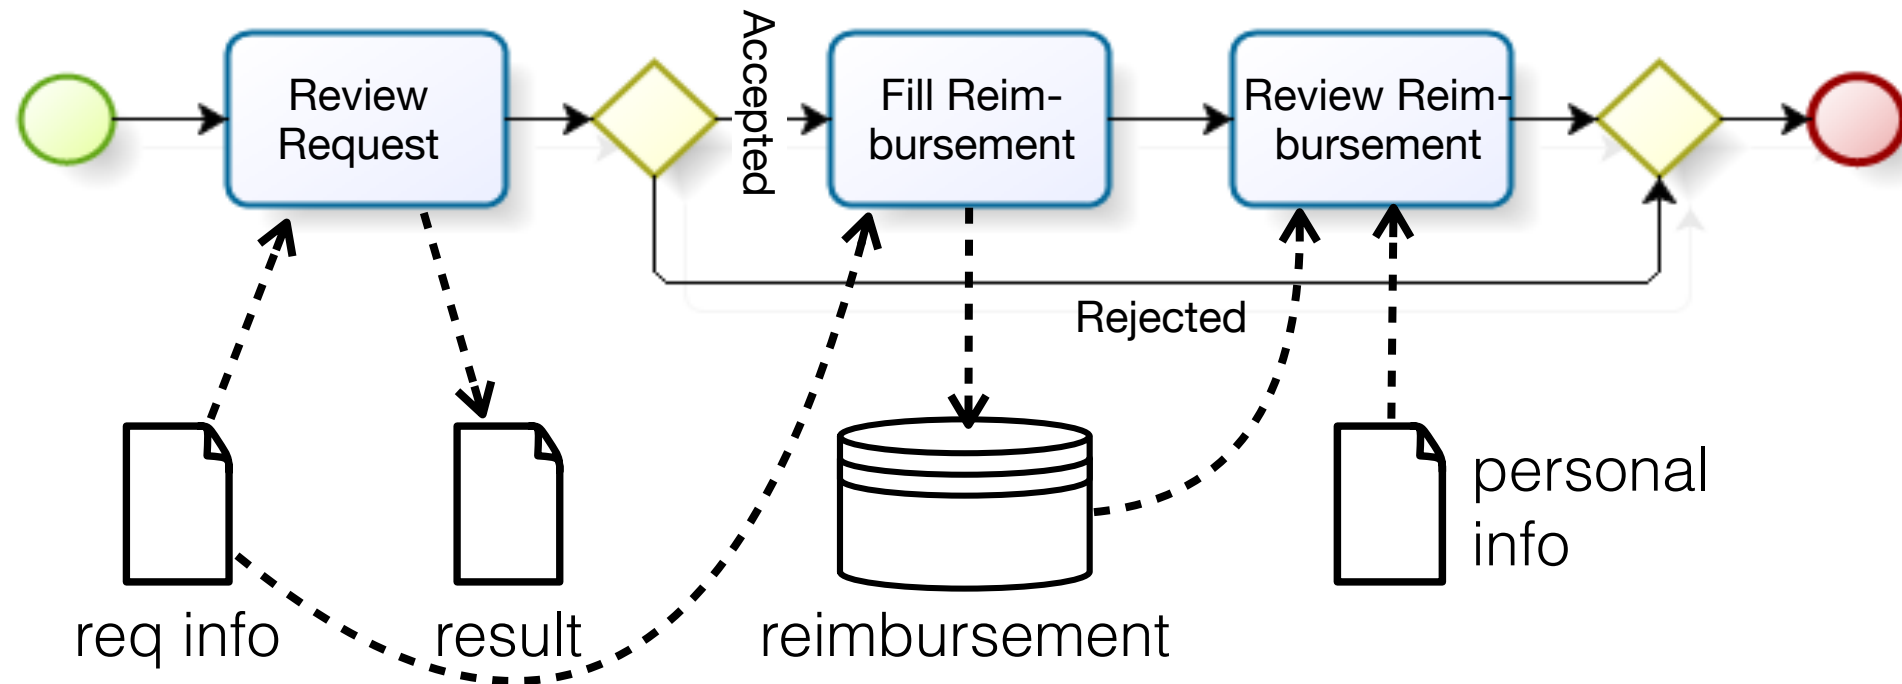 Review
Request
Accepted
Fill Reim-
bursement
Review Reim-
bursement
Rejected
req info
result
reimbursement
personal
info